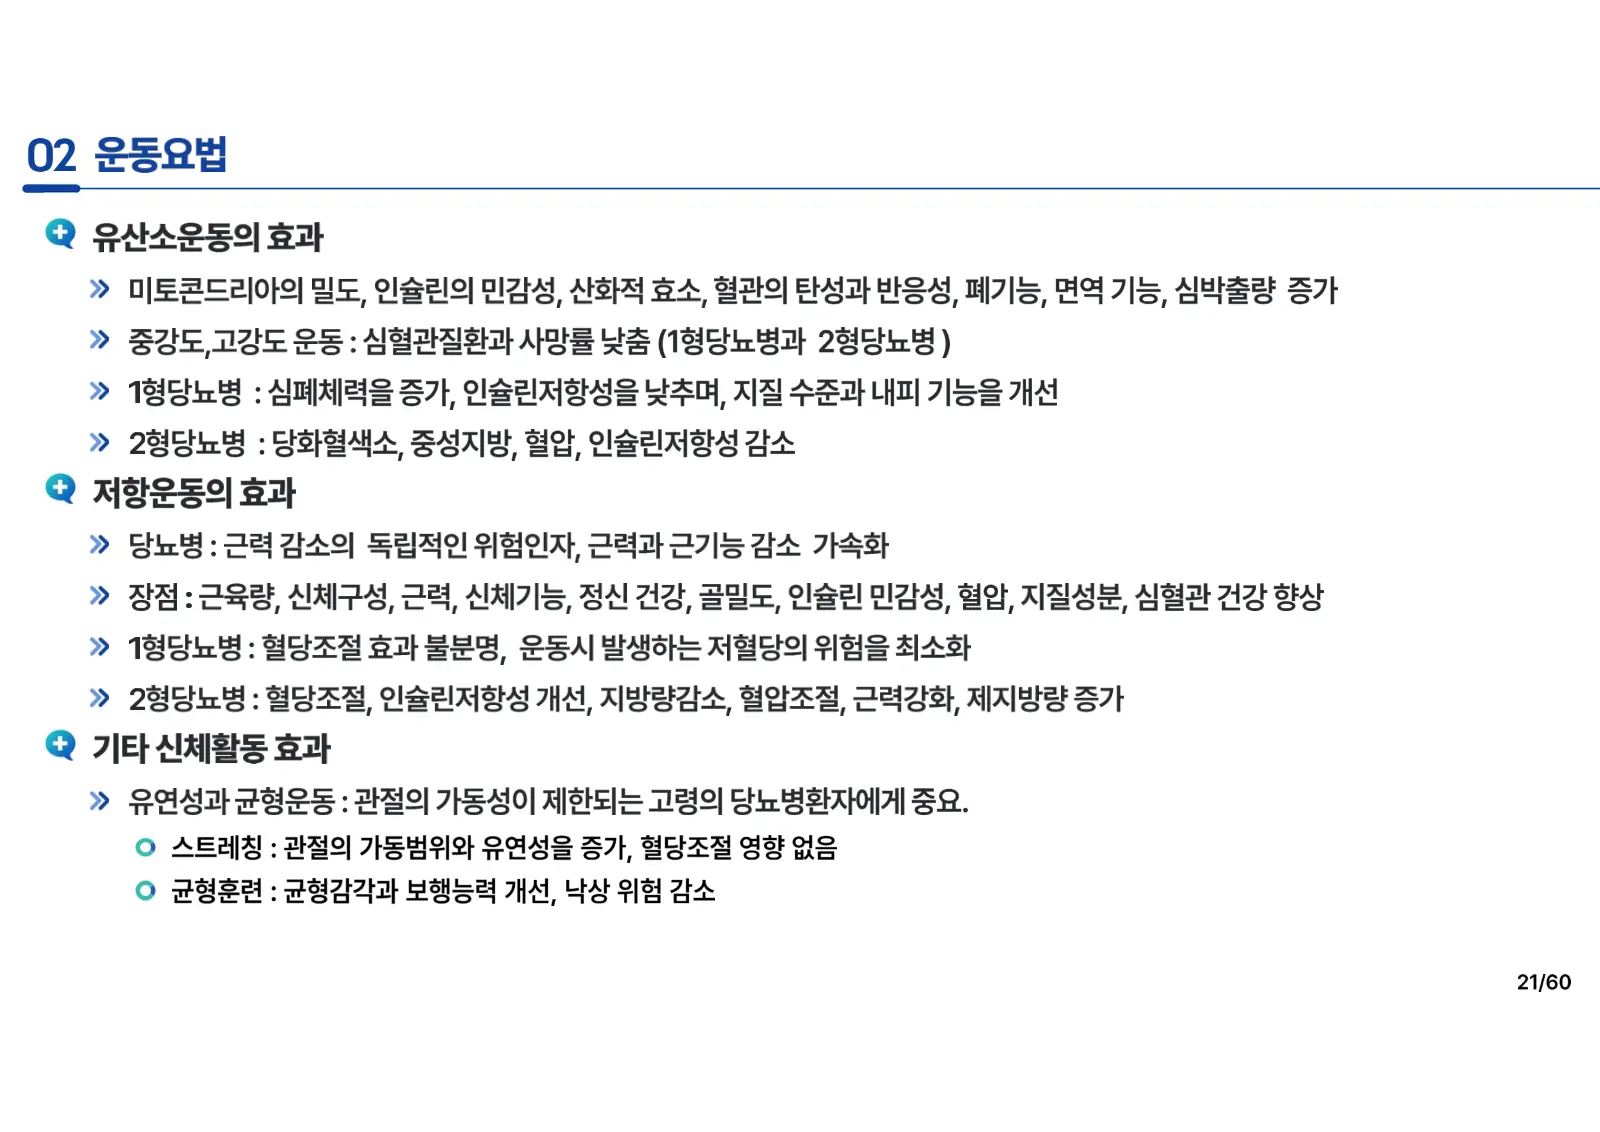 02 운동요법
유산소운동의 효과
미토콘드리아의 밀도, 인슐린의 민감성, 산화적 효소, 혈관의 탄성과 반응성, 폐기능, 면역 기능, 심박출량 증가
중강도,고강도 운동 : 심혈관질환과 사망률 낮춤 (1형당뇨병과 2형당뇨병 )
1형당뇨병 : 심폐체력을 증가, 인슐린저항성을 낮추며, 지질 수준과 내피 기능을 개선
2형당뇨병 : 당화혈색소, 중성지방, 혈압, 인슐린저항성 감소
저항운동의 효과
당뇨병 : 근력 감소의 독립적인 위험인자, 근력과 근기능 감소 가속화
장점 : 근육량, 신체구성, 근력, 신체기능, 정신 건강, 골밀도, 인슐린 민감성, 혈압, 지질성분, 심혈관 건강 향상
1형당뇨병 : 혈당조절 효과 불분명, 운동시 발생하는 저혈당의 위험을 최소화
2형당뇨병 : 혈당조절, 인슐린저항성 개선, 지방량감소, 혈압조절, 근력강화, 제지방량 증가
기타 신체활동 효과
유연성과 균형운동 : 관절의 가동성이 제한되는 고령의 당뇨병환자에게 중요.
스트레칭 : 관절의 가동범위와 유연성을 증가, 혈당조절 영향 없음
균형훈련 : 균형감각과 보행능력 개선, 낙상 위험 감소
21/60